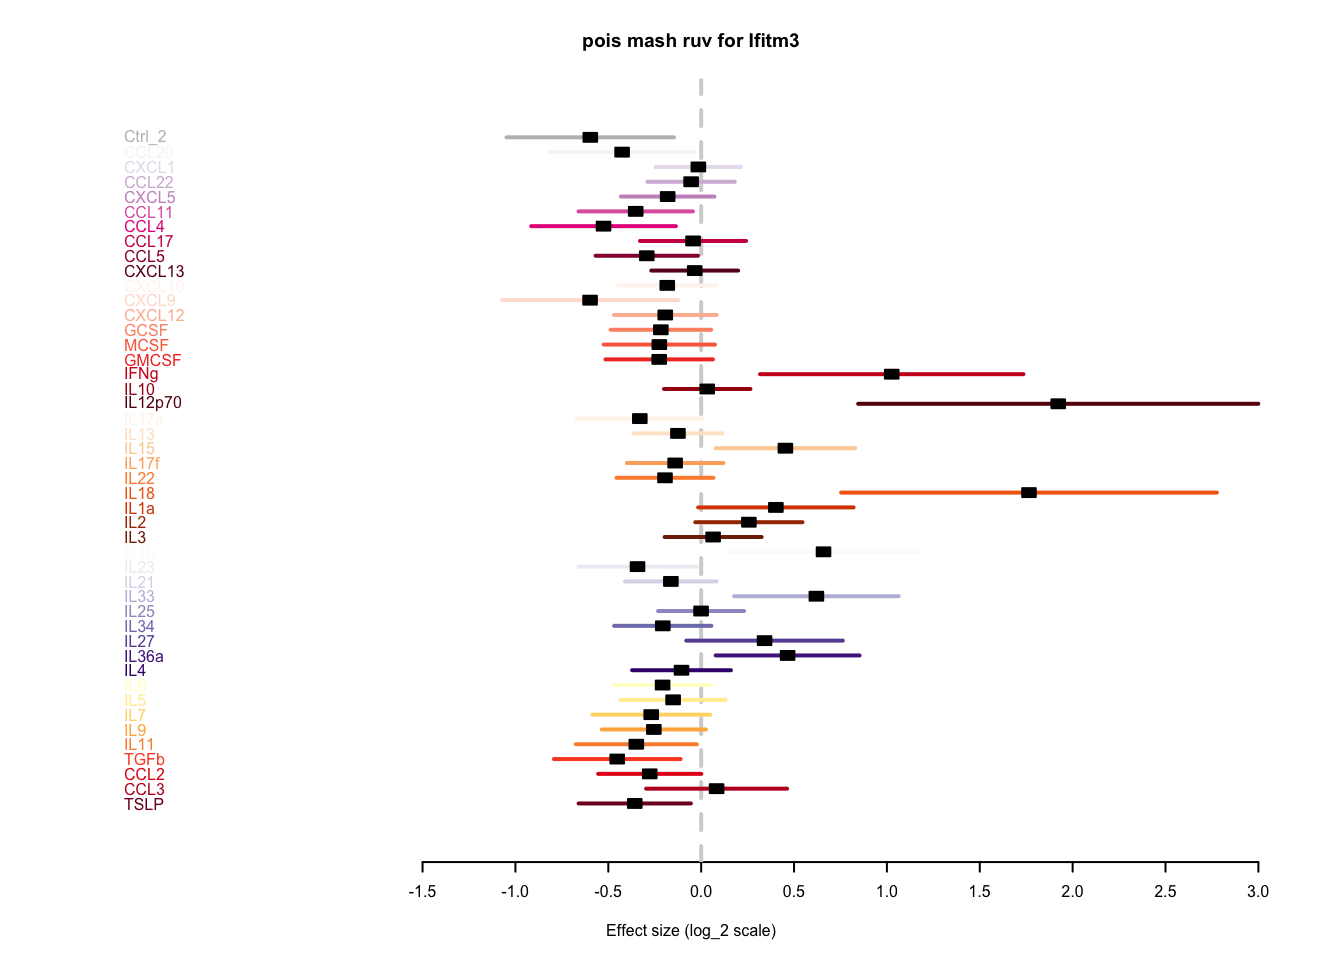 pois mash ruv for Ifitm3
Ctrl_2
CCL20
CXCL1
CCL22
CXCL5
CCL11
CCL4
CCL17
CCL5
CXCL13
CXCL10
CXCL9
CXCL12
GCSF
MCSF
GMCSF
IFNg
IL10
IL12p70
IL17a
IL13
IL15
IL17f
IL22
IL18
IL1a
IL2
IL3
IL23
IL21
IL33
IL25
IL34
IL27
IL36a
IL4
IL6
IL5
IL7
IL9
IL11
TGFb
CCL2
CCL3
TSLP
-1.5 -1.0 -0.5 0.0 0.5 1.0 1.5 2.0 2.5 3.0
Effect size (log_2 scale)